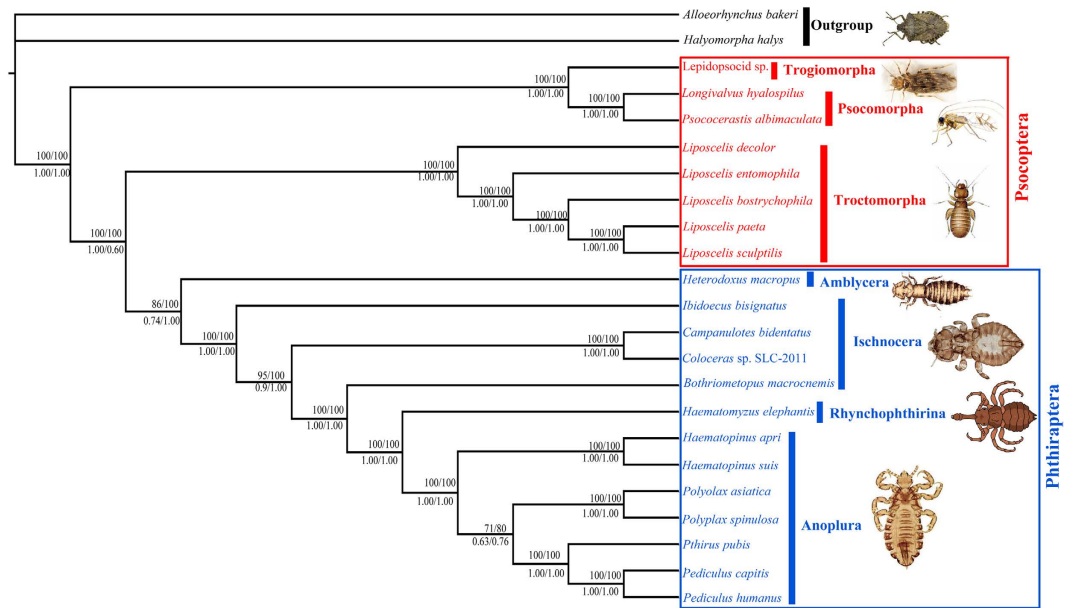 Alloeorhynchus bakeri
Outgroup
Halyomorpha halys
Lepidopsocid sp.
Trogiomorpha
100/100
1.00/1.00
Longivalvus hyalospilus
100/100
1.00/1.00
Psocomorpha
Psococerastis albimaculata
Liposcelis decolor
100/100
1.00/1.00
100/100
1.00/1.00
Liposcelis entomophila
100/100
1.00/1.00
Liposcelis bostrychophila
Troctomorpha
100/100
1.00/1.00
Liposcelis paeta
100/100
1.00/1.00
Liposcelis sculptilis
Psocoptera
100/100
1.00/0.60
Heterodoxus macropus
Amblycera
86/100
0.74/1.00
Ibidoecus bisignatus
100/100
1.00/1.00
Campanulotes bidentatus
100/100
1.00/1.00
Ischnocera
Coloceras sp. SLC-2011
95/100
0.9/1.00
Bothriometopus macrocnemis
100/100
1.00/1.00
Haematomyzus elephantis
Rhynchophthirina
100/100
1.00/1.00
Haematopinus apri
100/100
1.00/1.00
Haematopinus suis
100/100
1.00/1.00
Polyolax asiatica
100/100
1.00/1.00
Polyplax spinulosa
Anoplura
71/80
0.63/0.76
Pthirus pubis
100/100
1.00/1.00
Pediculus capitis
100/100
1.00/1.00
Pediculus humanus
Phthiraptera